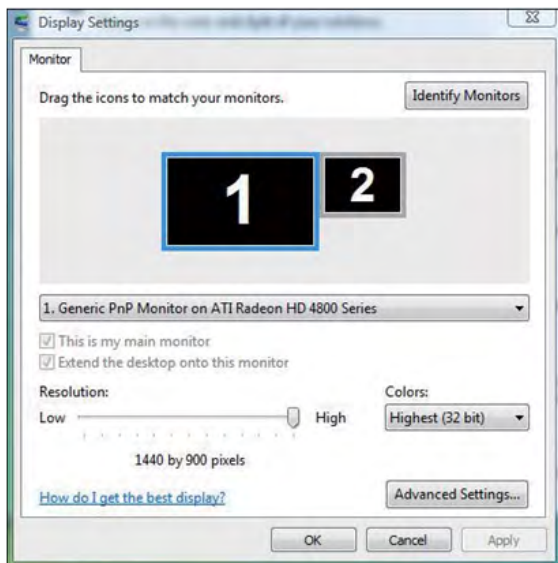 Display Settings
Monitor
Drag the icons to match your monitors.
Identify Monitors
1
2
1. Generic PnP Monitor on ATI Radeon HD 4800 Series
This is my main monitor
Extend the desktop onto this monitor
Resolution:
Colors:
Low
High
Highest (32 bit)
1440 by 900 pixels
How do I get the best display?
Advanced Settings...
OK
Cancel
Apply